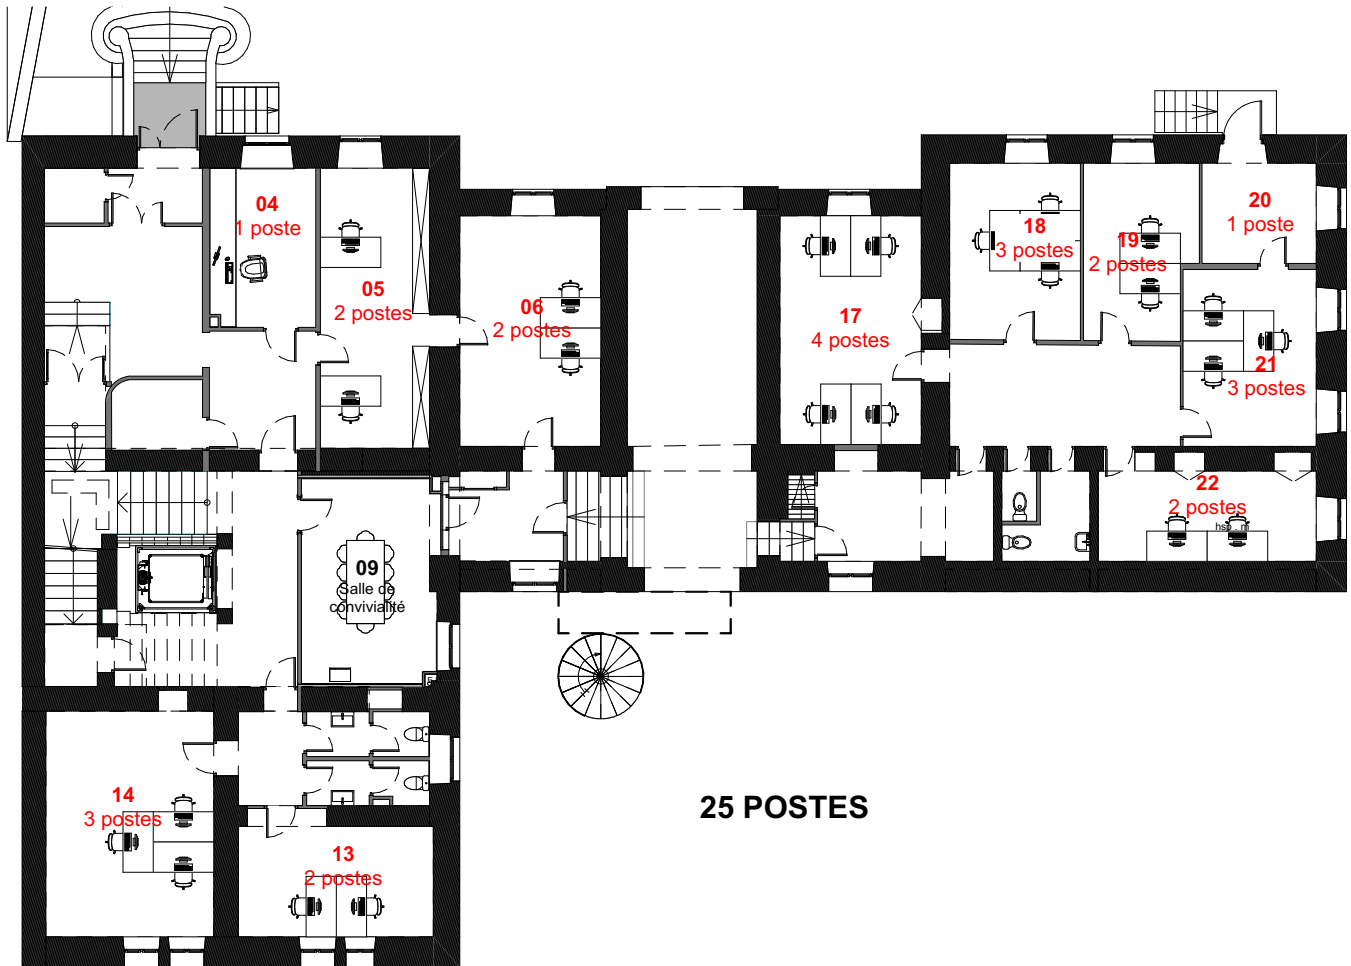 04
1 poste
05
2 postes
06
2 postes
17
4 postes
18
3 postes
19
2 postes
20
1 poste
21
3 postes
22
2 postes
09
Salle de
convivialité
14
3 postes
13
2 postes
25 POSTES